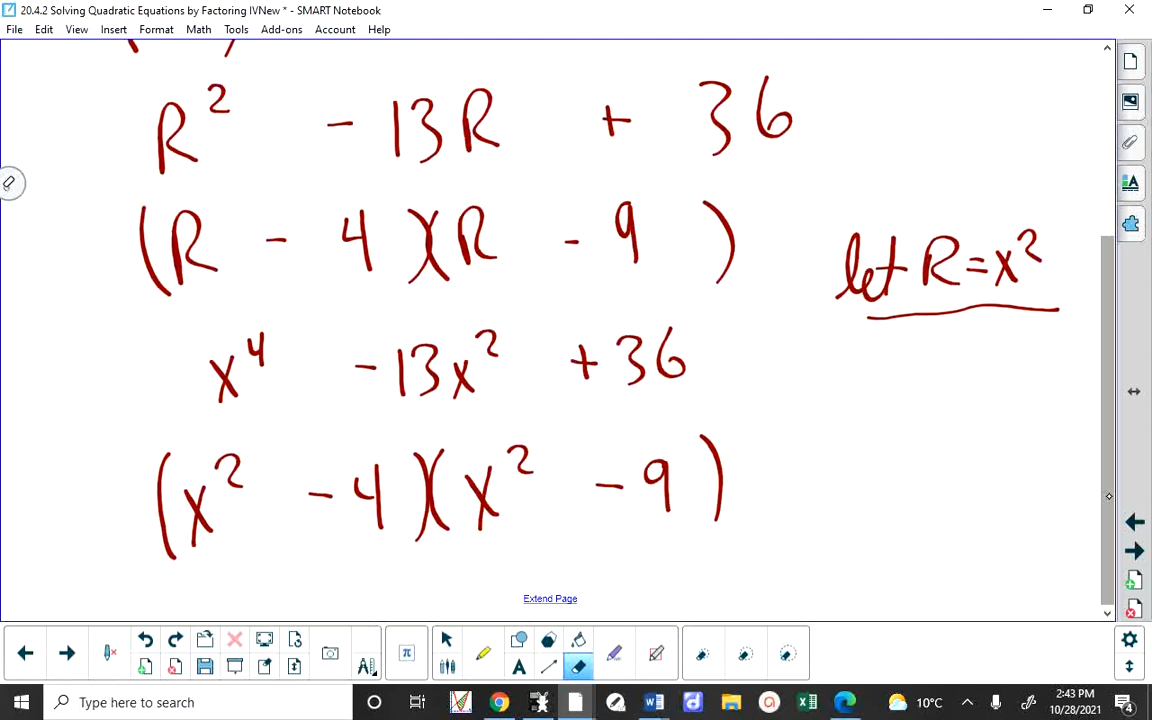 20.4.2 Solving Quadratic Equations by Factoring IVNew * - SMART Notebook
File Edit View Insert Format Math Tools Add-ons Account Help
R² - 13R + 36
(R - 4)(R - 9)
let R = x²
x⁴ - 13x² + 36
(x² - 4)(x² - 9)
Extend Page
π
A
Type here to search
10°C
2:43 PM
10/28/2021
4